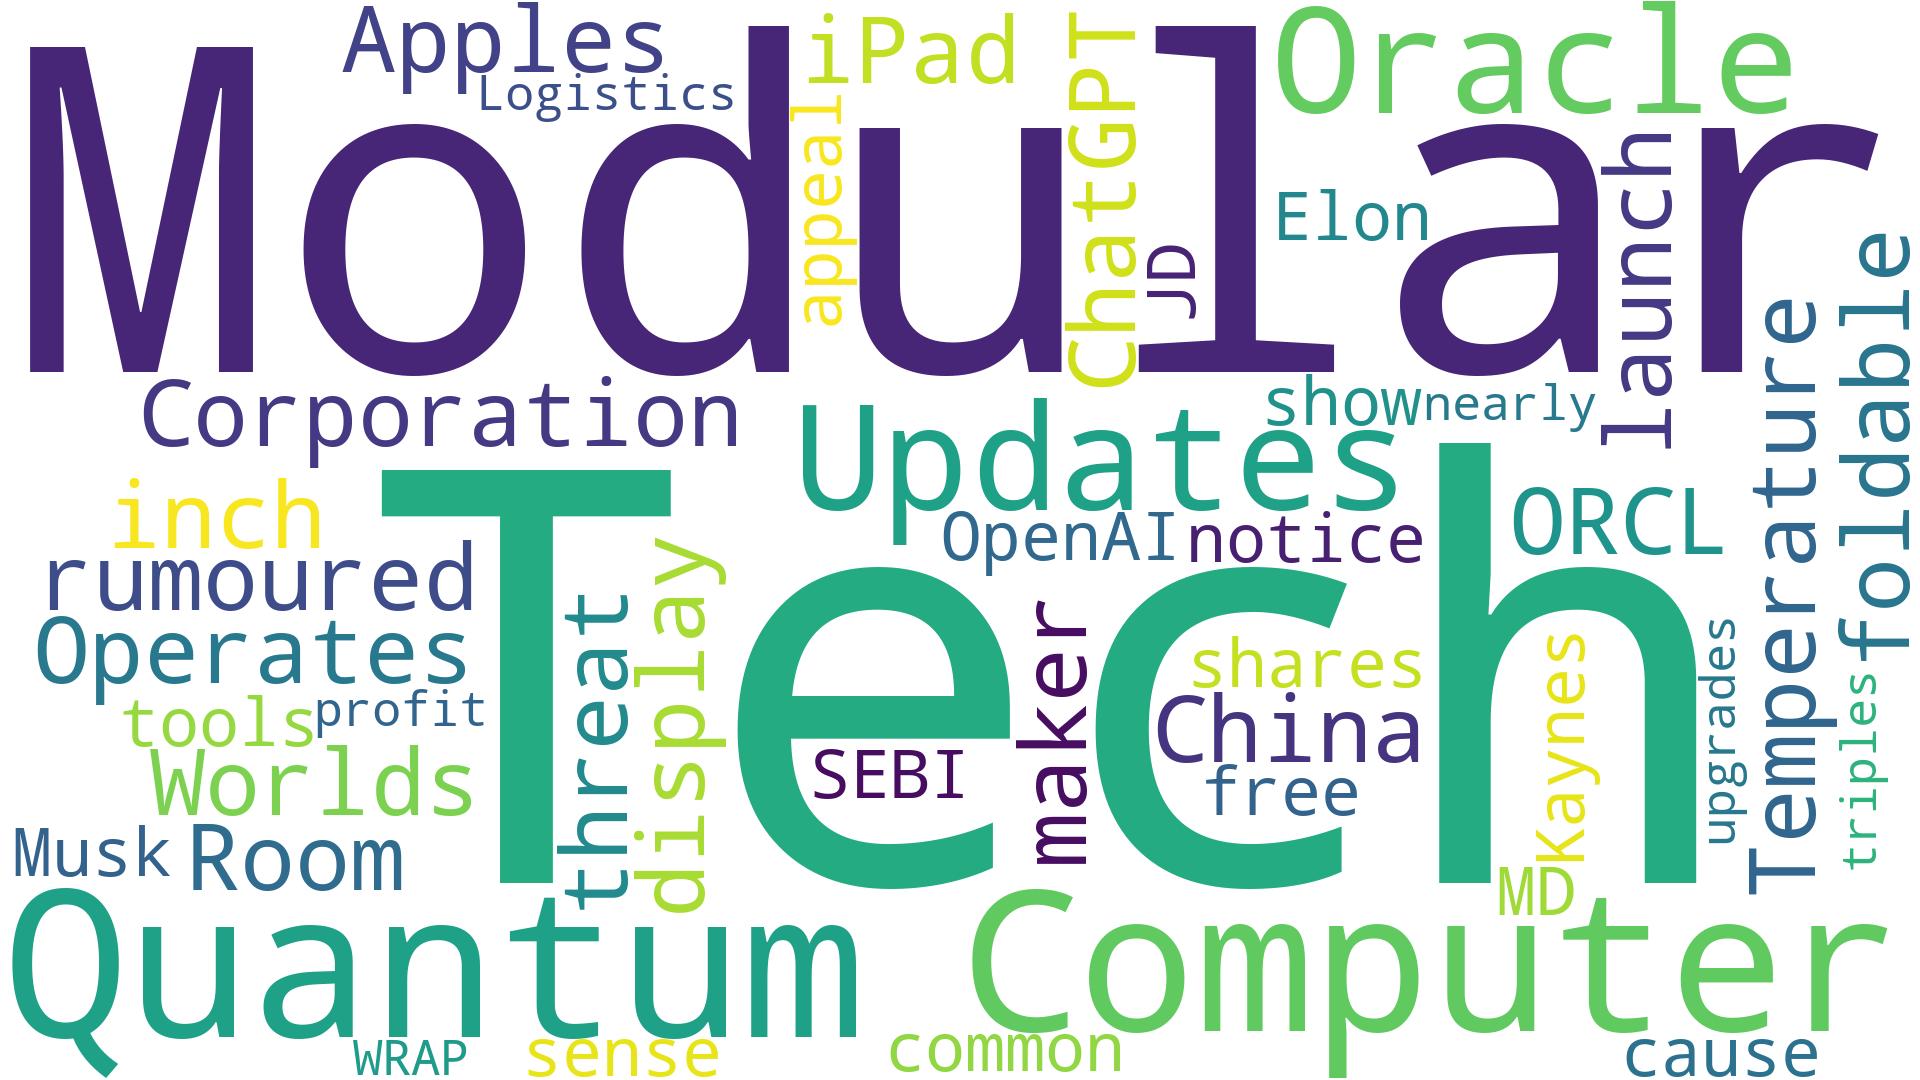 Apples
Logistics
iPad
Oracle
Modular
appeal
ChatGPT
JD
Elon
launch
foldable
Corporation
Updates
show
nearly
Temperature
inch
Tech
OpenAI
notice
ORCL
rumoured
Operates
threat
display
maker
shares
Kaynes
upgrades
triples
tools
profit
China
Worlds
SEBI
free
Musk
Room
MD
Quantum
Computer
WRAP
sense
common
cause